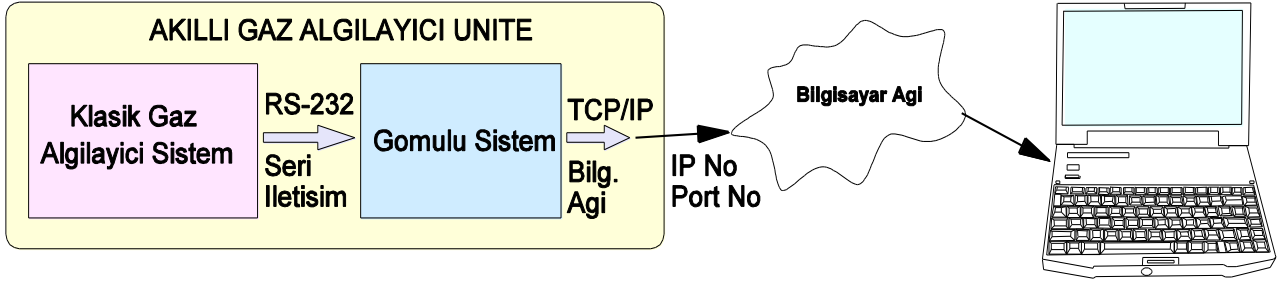 AKILLI GAZ ALGILAYICI UNITE
Klasik Gaz
Algilayici Sistem
RS-232
Seri
Iletisim
Gomulu Sistem
TCP/IP
Bilg.
Agi
IP No
Port No
Bilgisayar Agi